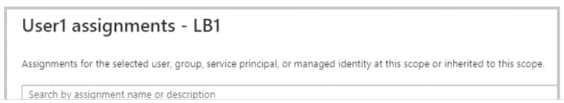 User1 assignments - LB1
Assignments for the selected user, group, service principal, or managed identity at this scope or inherited to this scope.
Search by assignment name or description